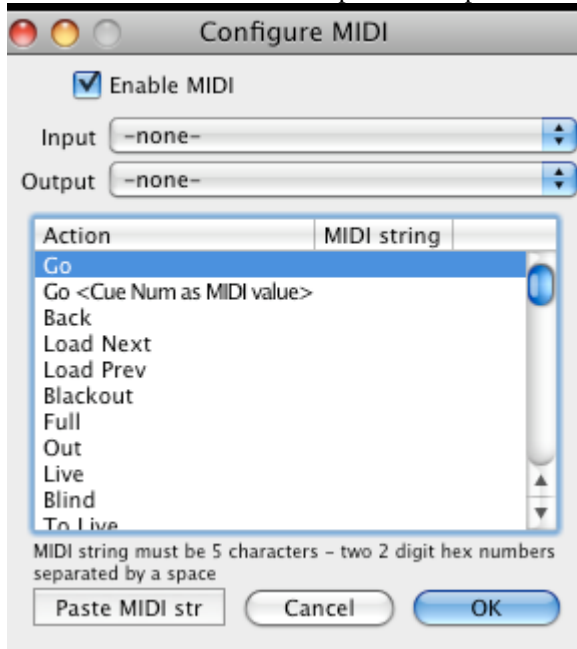 Configure MIDI
Enable MIDI
Input -none-
Output -none-
Action MIDI string
Go
Go <Cue Num as MIDI value>
Back
Load Next
Load Prev
Blackout
Full
Out
Live
Blind
To Live
MIDI string must be 5 characters – two 2 digit hex numbers
separated by a space
Paste MIDI str Cancel OK